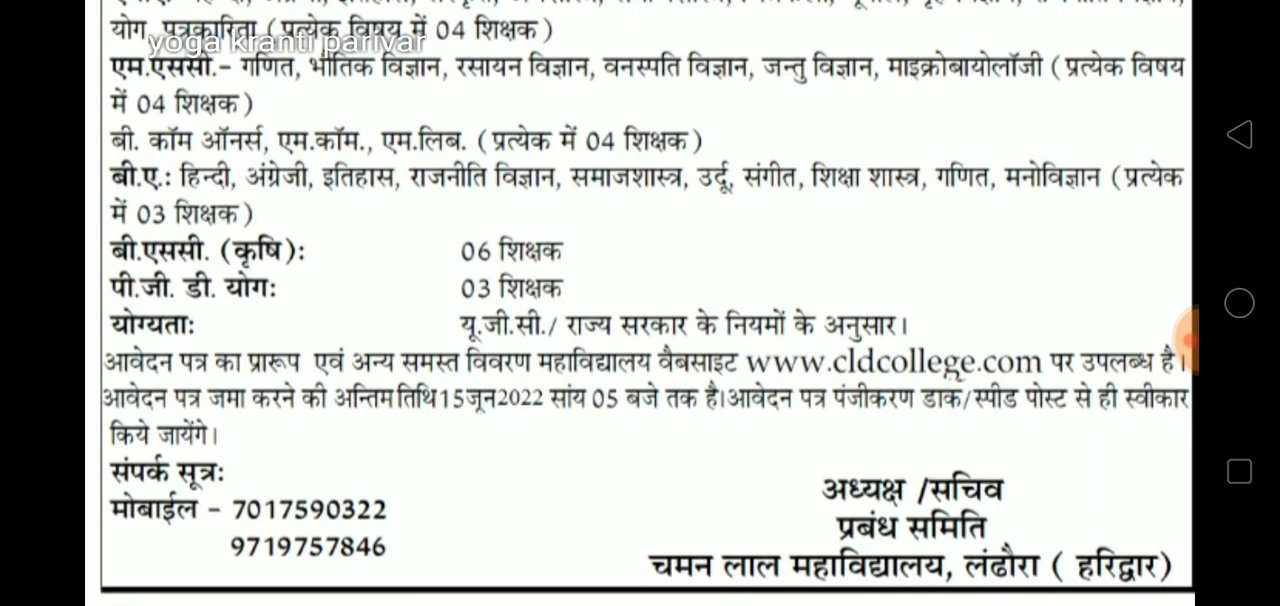 योग, पत्रकारिता ( प्रत्येक विषय में 04 शिक्षक )
yoga kranti parivar
एम.एससी.- गणित, भौतिक विज्ञान, रसायन विज्ञान, वनस्पति विज्ञान, जन्तु विज्ञान, माइक्रोबायोलॉजी ( प्रत्येक विषय
में 04 शिक्षक )
बी. कॉम ऑनर्स, एम.कॉम., एम.लिब. ( प्रत्येक में 04 शिक्षक )
बी.ए.: हिन्दी, अंग्रेजी, इतिहास, राजनीति विज्ञान, समाजशास्त्र, उर्दू, संगीत, शिक्षा शास्त्र, गणित, मनोविज्ञान ( प्रत्येक
में 03 शिक्षक )
बी.एससी. (कृषि): 06 शिक्षक
पी.जी. डी. योग: 03 शिक्षक
योग्यता: यू.जी.सी./ राज्य सरकार के नियमों के अनुसार।
आवेदन पत्र का प्रारूप एवं अन्य समस्त विवरण महाविद्यालय वैबसाइट www.cldcollege.com पर उपलब्ध है।
आवेदन पत्र जमा करने की अन्तिम तिथि 15 जून 2022 सांय 05 बजे तक है। आवेदन पत्र पंजीकरण डाक/स्पीड पोस्ट से ही स्वीकार
किये जायेंगे।
संपर्क सूत्र:
मोबाईल - 7017590322
9719757846
अध्यक्ष /सचिव
प्रबंध समिति
चमन लाल महाविद्यालय, लंढौरा ( हरिद्वार)